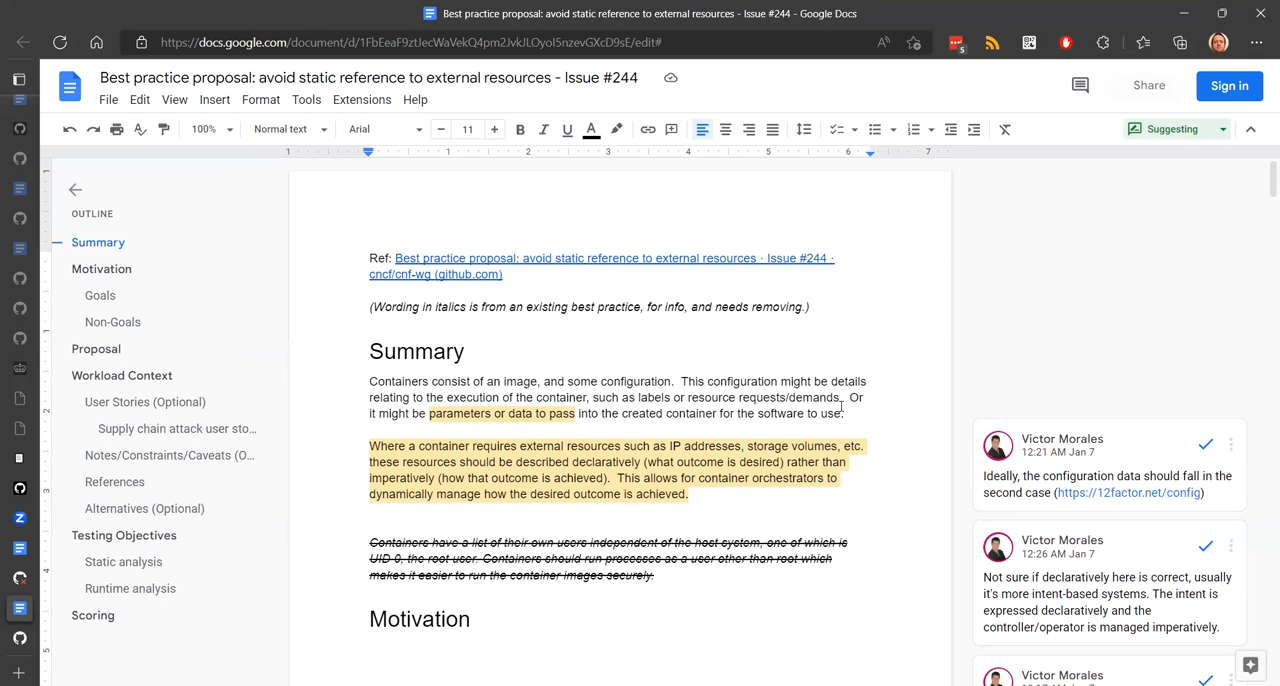 Best practice proposal: avoid static reference to external resources - Issue #244 - Google Docs
https://docs.google.com/document/d/1FbEeaF9ztJecWaVekQ4pm2JvkJLOyol5nzevGXcD9sE/edit#
5
Best practice proposal: avoid static reference to external resources - Issue #244
File Edit View Insert Format Tools Extensions Help
Share
Sign in
100% Normal text Arial 11 B I U A Suggesting
1 1 2 3 4 5 6 7
OUTLINE
Summary
Motivation
Goals
Non-Goals
Proposal
Workload Context
User Stories (Optional)
Supply chain attack user sto...
Notes/Constraints/Caveats (O...
References
Alternatives (Optional)
Testing Objectives
Static analysis
Runtime analysis
Scoring
Ref: Best practice proposal: avoid static reference to external resources · Issue #244 ·
cncf/cnf-wg (github.com)
(Wording in italics is from an existing best practice, for info, and needs removing.)
Summary
Containers consist of an image, and some configuration.  This configuration might be details
relating to the execution of the container, such as labels or resource requests/demands.  Or
it might be parameters or data to pass into the created container for the software to use.
Where a container requires external resources such as IP addresses, storage volumes, etc.
these resources should be described declaratively (what outcome is desired) rather than
imperatively (how that outcome is achieved).  This allows for container orchestrators to
dynamically manage how the desired outcome is achieved.
Containers have a list of their own users independent of the host system, one of which is
UID 0, the root user. Containers should run processes as a user other than root which
makes it easier to run the container images securely.
Motivation
Victor Morales
12:21 AM Jan 7
Ideally, the configuration data should fall in the
second case (https://12factor.net/config)
Victor Morales
12:26 AM Jan 7
Not sure if declaratively here is correct, usually
it's more intent-based systems. The intent is
expressed declaratively and the
controller/operator is managed imperatively.
Victor Morales